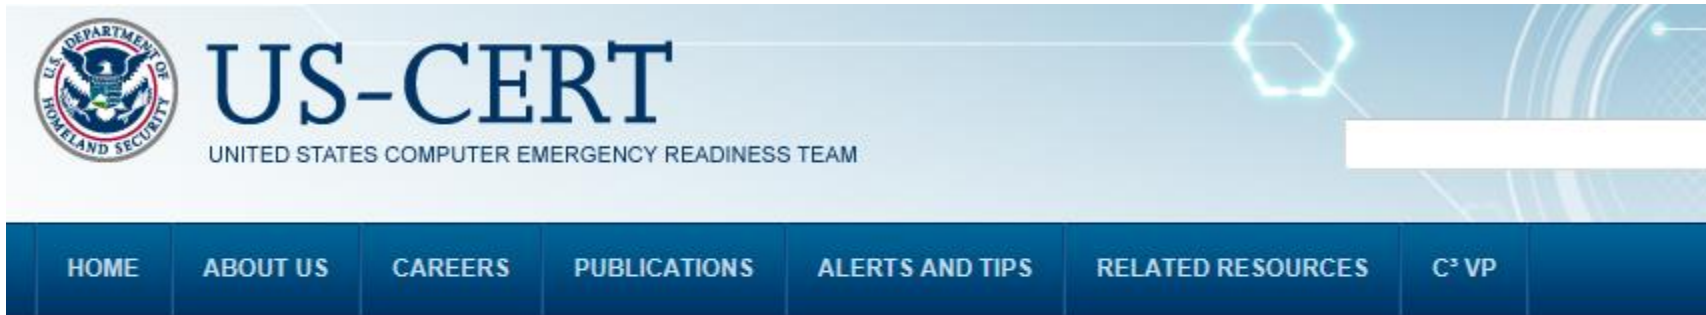 U.S. DEPARTMENT OF HOMELAND SECURITY
US-CERT
UNITED STATES COMPUTER EMERGENCY READINESS TEAM
HOME ABOUT US CAREERS PUBLICATIONS ALERTS AND TIPS RELATED RESOURCES C³ VP